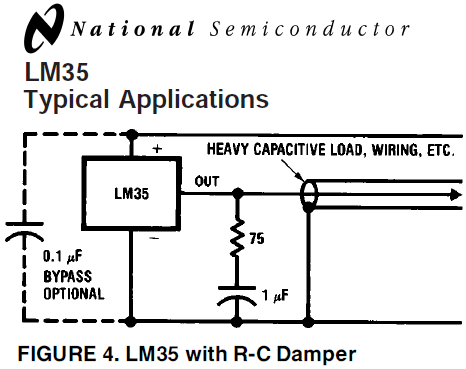 National Semiconductor
LM35
Typical Applications
HEAVY CAPACITIVE LOAD, WIRING, ETC.
+
OUT
LM35
75
−
0.1 μF
BYPASS
OPTIONAL
1 μF
FIGURE 4. LM35 with R-C Damper